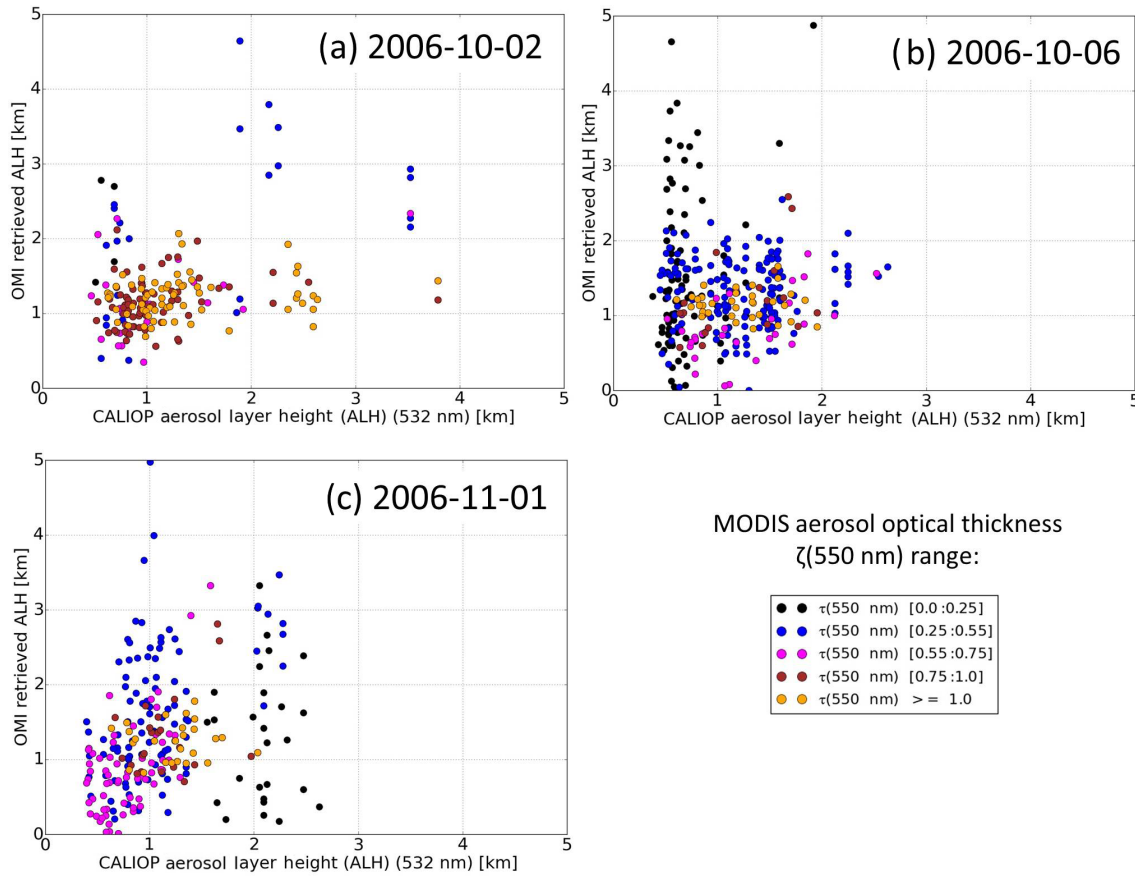 (a) 2006-10-02
OMI retrieved ALH [km]
5
4
3
2
1
0
0 1 2 3 4 5
CALIOP aerosol layer height (ALH) (532 nm) [km]
(b) 2006-10-06
OMI retrieved ALH [km]
5
4
3
2
1
0
0 1 2 3 4 5
CALIOP aerosol layer height (ALH) (532 nm) [km]
(c) 2006-11-01
OMI retrieved ALH [km]
5
4
3
2
1
0
0 1 2 3 4 5
CALIOP aerosol layer height (ALH) (532 nm) [km]
MODIS aerosol optical thickness
ζ(550 nm) range:
τ(550 nm) [0.0:0.25]
τ(550 nm) [0.25:0.55]
τ(550 nm) [0.55:0.75]
τ(550 nm) [0.75:1.0]
τ(550 nm) >= 1.0